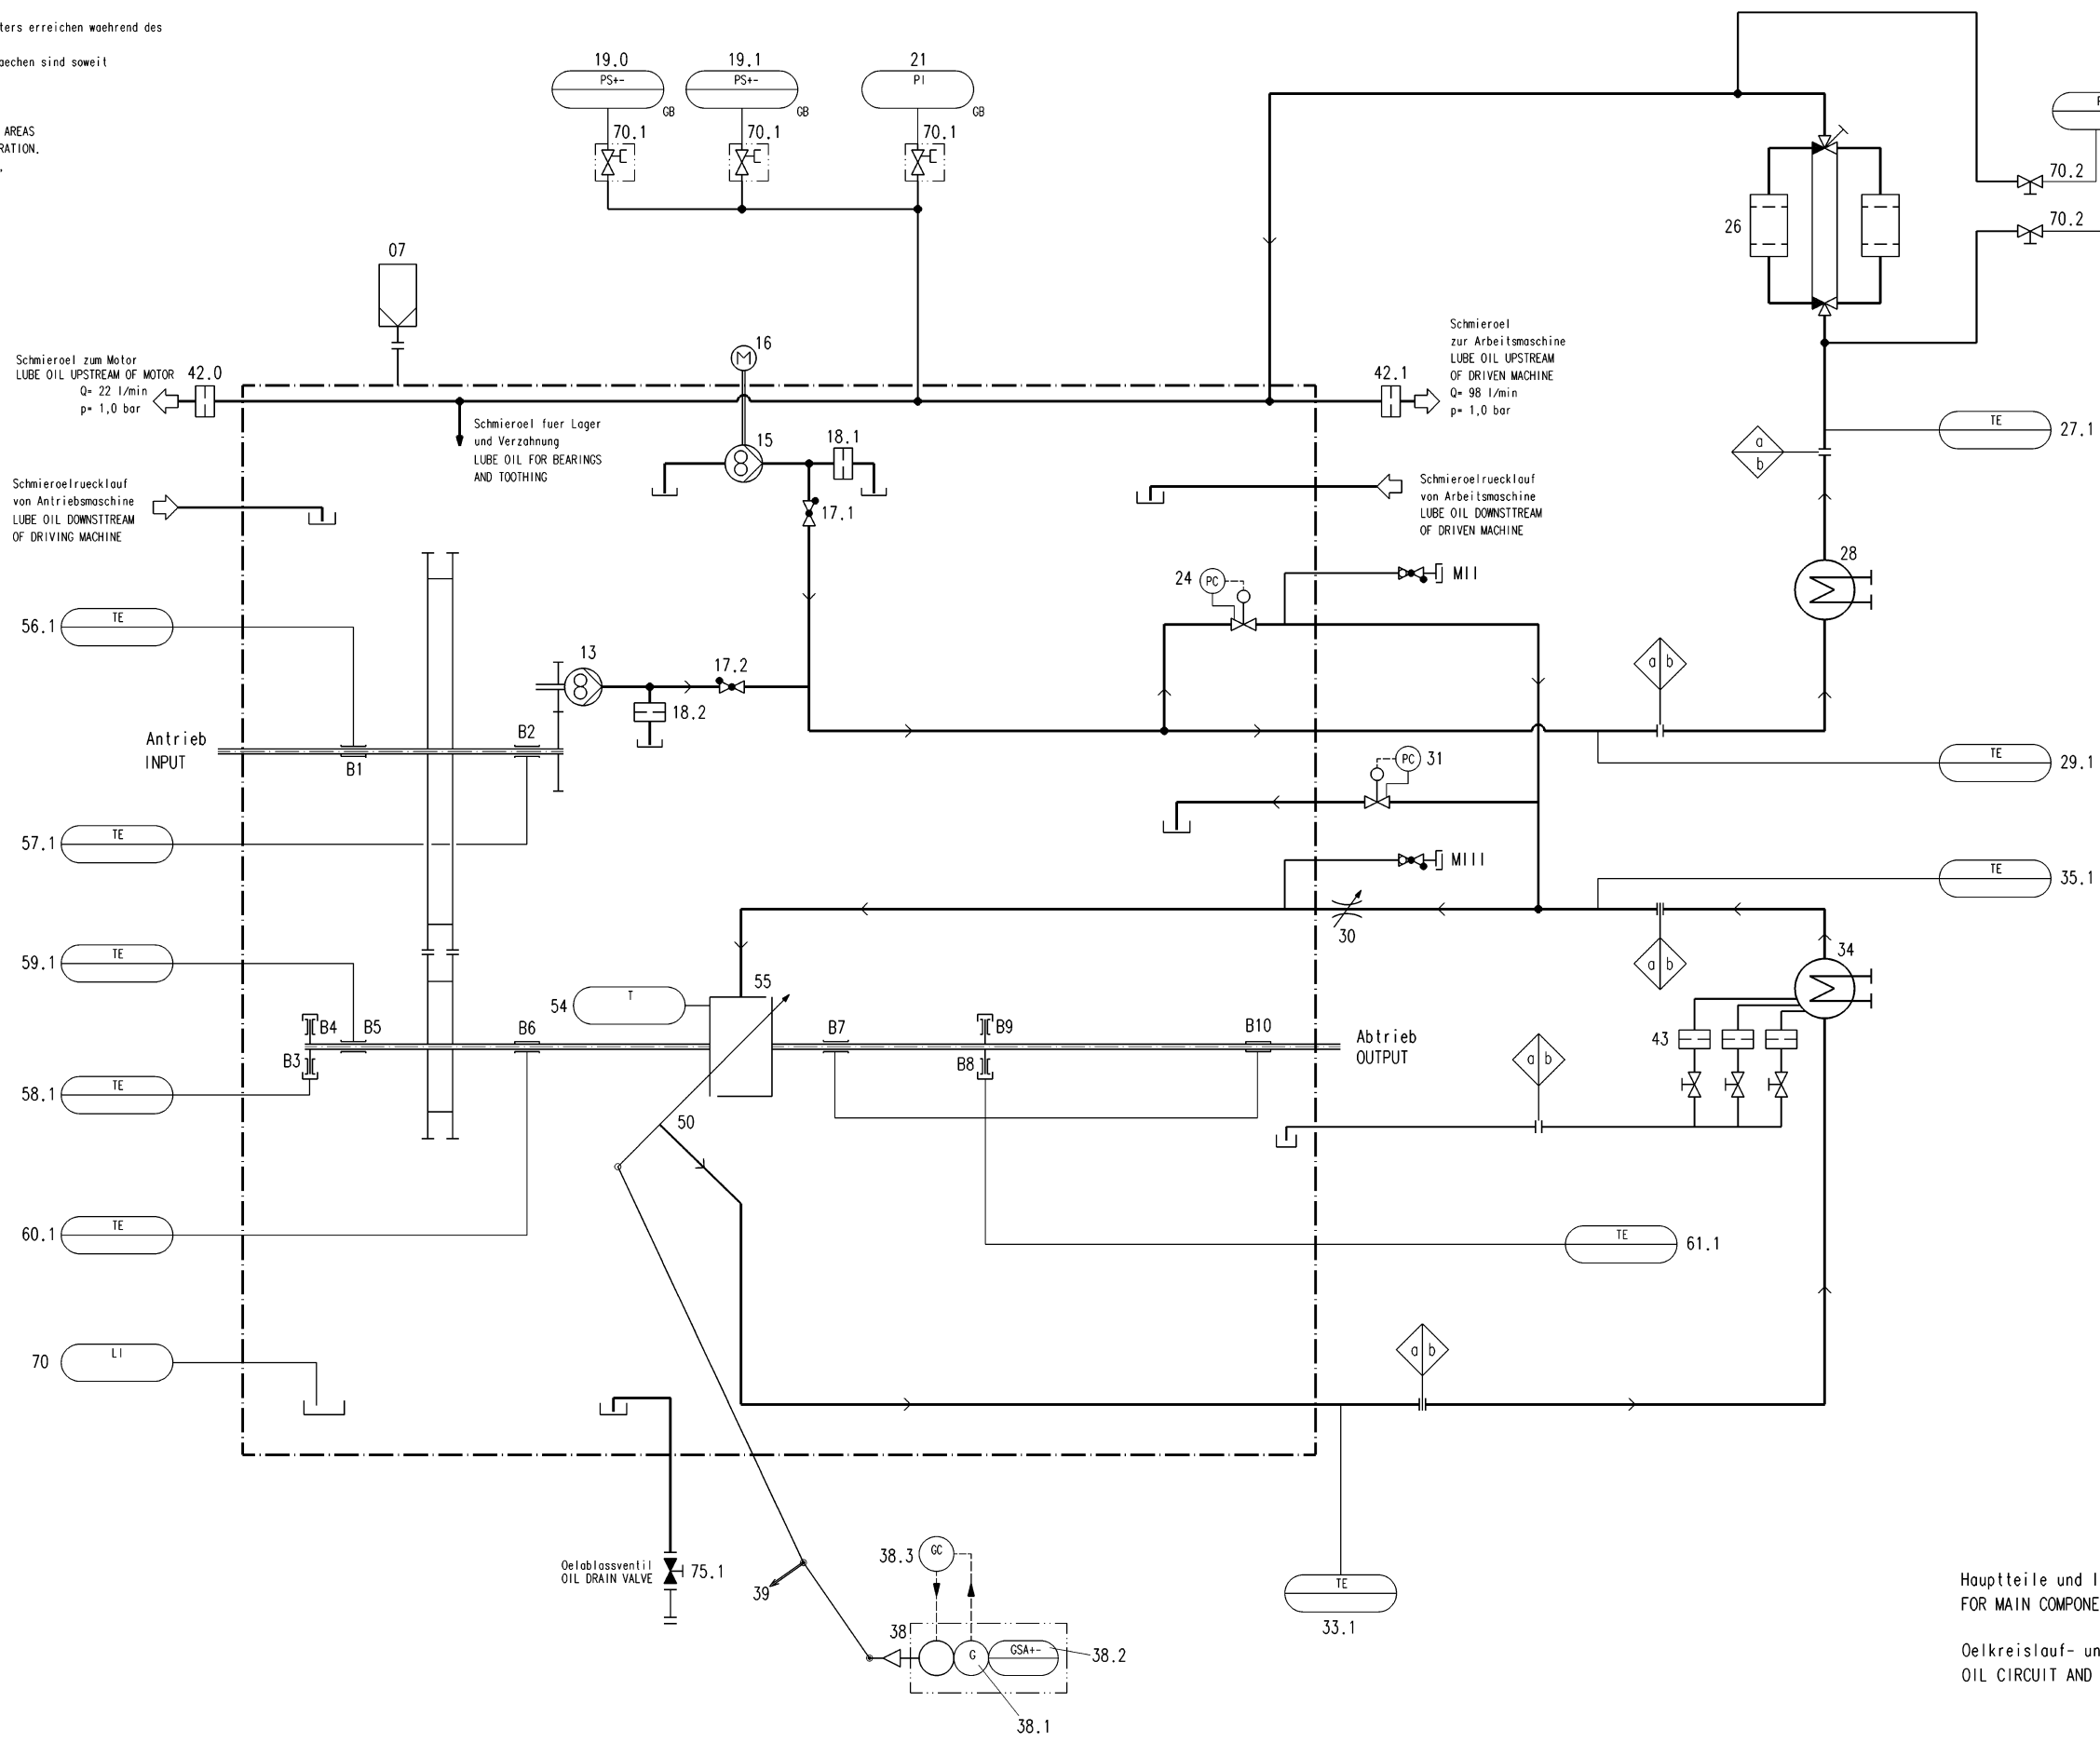 ters erreichen waehrend des
aechen sind soweit
AREAS
RATION.
19.0
PS+-
GB
19.1
PS+-
GB
21
PI
GB
70.1
70.1
70.1
70.2
70.2
26
07
16
Schmieroel zum Motor
LUBE OIL UPSTREAM OF MOTOR
Q= 22 l/min
p= 1,0 bar
42.0
M
15
18.1
17.1
Schmieroel fuer Lager
und Verzahnung
LUBE OIL FOR BEARINGS
AND TOOTHING
Schmieroel
zur Arbeitsmaschine
LUBE OIL UPSTREAM
OF DRIVEN MACHINE
Q= 98 l/min
p= 1,0 bar
42.1
TE
27.1
a
b
Schmieroelruecklauf
von Antriebsmaschine
LUBE OIL DOWNSTTREAM
OF DRIVING MACHINE
Schmieroelruecklauf
von Arbeitsmaschine
LUBE OIL DOWNSTTREAM
OF DRIVEN MACHINE
28
24
PC
MII
56.1
TE
13
17.2
18.2
a b
Antrieb
INPUT
B1
B2
PC
31
TE
29.1
57.1
TE
MIII
TE
35.1
30
59.1
TE
54
T
55
a b
34
B4
B5
B3
B6
B7
B9
B8
B10
Abtrieb
OUTPUT
a b
43
58.1
TE
50
60.1
TE
TE
61.1
70
LI
a b
Oelablassventil
OIL DRAIN VALVE
75.1
39
38.3
GC
38
G
GSA+-
38.2
38.1
TE
33.1
Hauptteile und I
FOR MAIN COMPONE
Oelkreislauf- un
OIL CIRCUIT AND